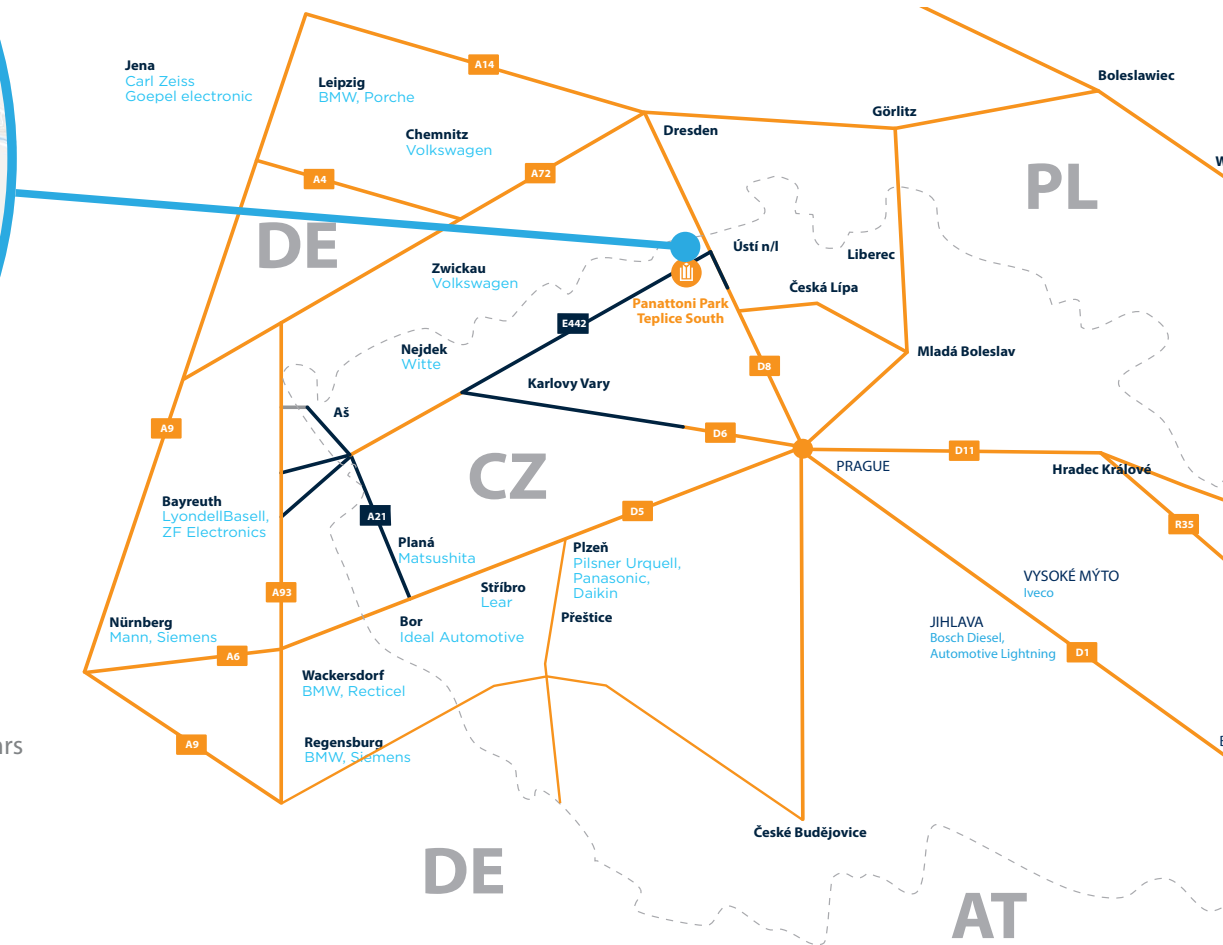 A14
Boleslawiec
Jena
Carl Zeiss
Goepel electronic
Leipzig
BMW, Porche
Görlitz
Chemnitz
Volkswagen
Dresden
A4
A72
PL
DE
Ústí n/l
Liberec
Zwickau
Volkswagen
Česká Lípa
Panattoni Park
Teplice South
E442
Nejdek
Witte
Mladá Boleslav
D8
Karlovy Vary
Aš
A9
D6
D11
PRAGUE
Hradec Králové
CZ
Bayreuth
LyondellBasell,
ZF Electronics
A21
D5
R35
Planá
Matsushita
Plzeň
Pilsner Urquell,
Panasonic,
Daikin
VYSOKÉ MÝTO
Iveco
Stříbro
Lear
A93
Přeštice
Nürnberg
Mann, Siemens
Bor
Ideal Automotive
JIHLAVA
Bosch Diesel,
Automotive Lightning
D1
A6
Wackersdorf
BMW, Recticel
A9
Regensburg
BMW, Siemens
České Budějovice
DE
AT